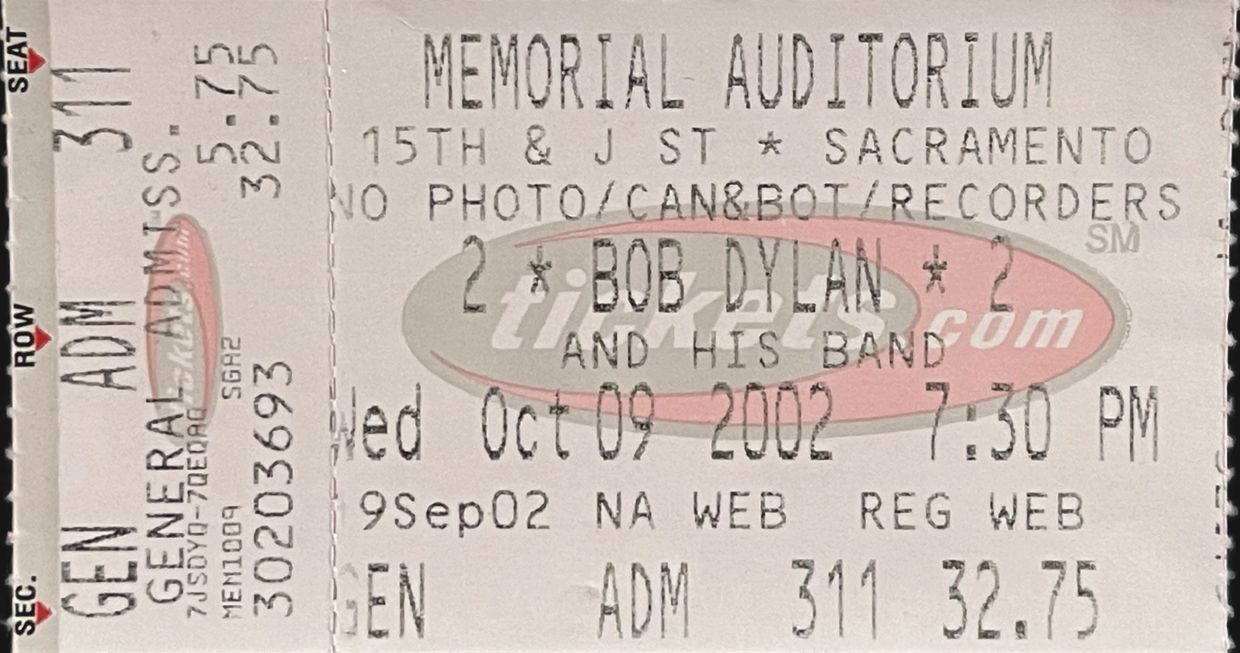 SEAT
311
5.75
32.75
ROW
ADM
GENERAL ADMISS.
SGA2
SEC.
GEN
MEM1009
30203693
MEMORIAL AUDITORIUM
15TH & J ST * SACRAMENTO
NO PHOTO/CAN&BOT/RECORDERS
2 * BOB DYLAN * 2
tickets.com SM
AND HIS BAND
Wed Oct 09 2002 7:30 PM
9Sep02 NA WEB REG WEB
GEN ADM 311 32.75